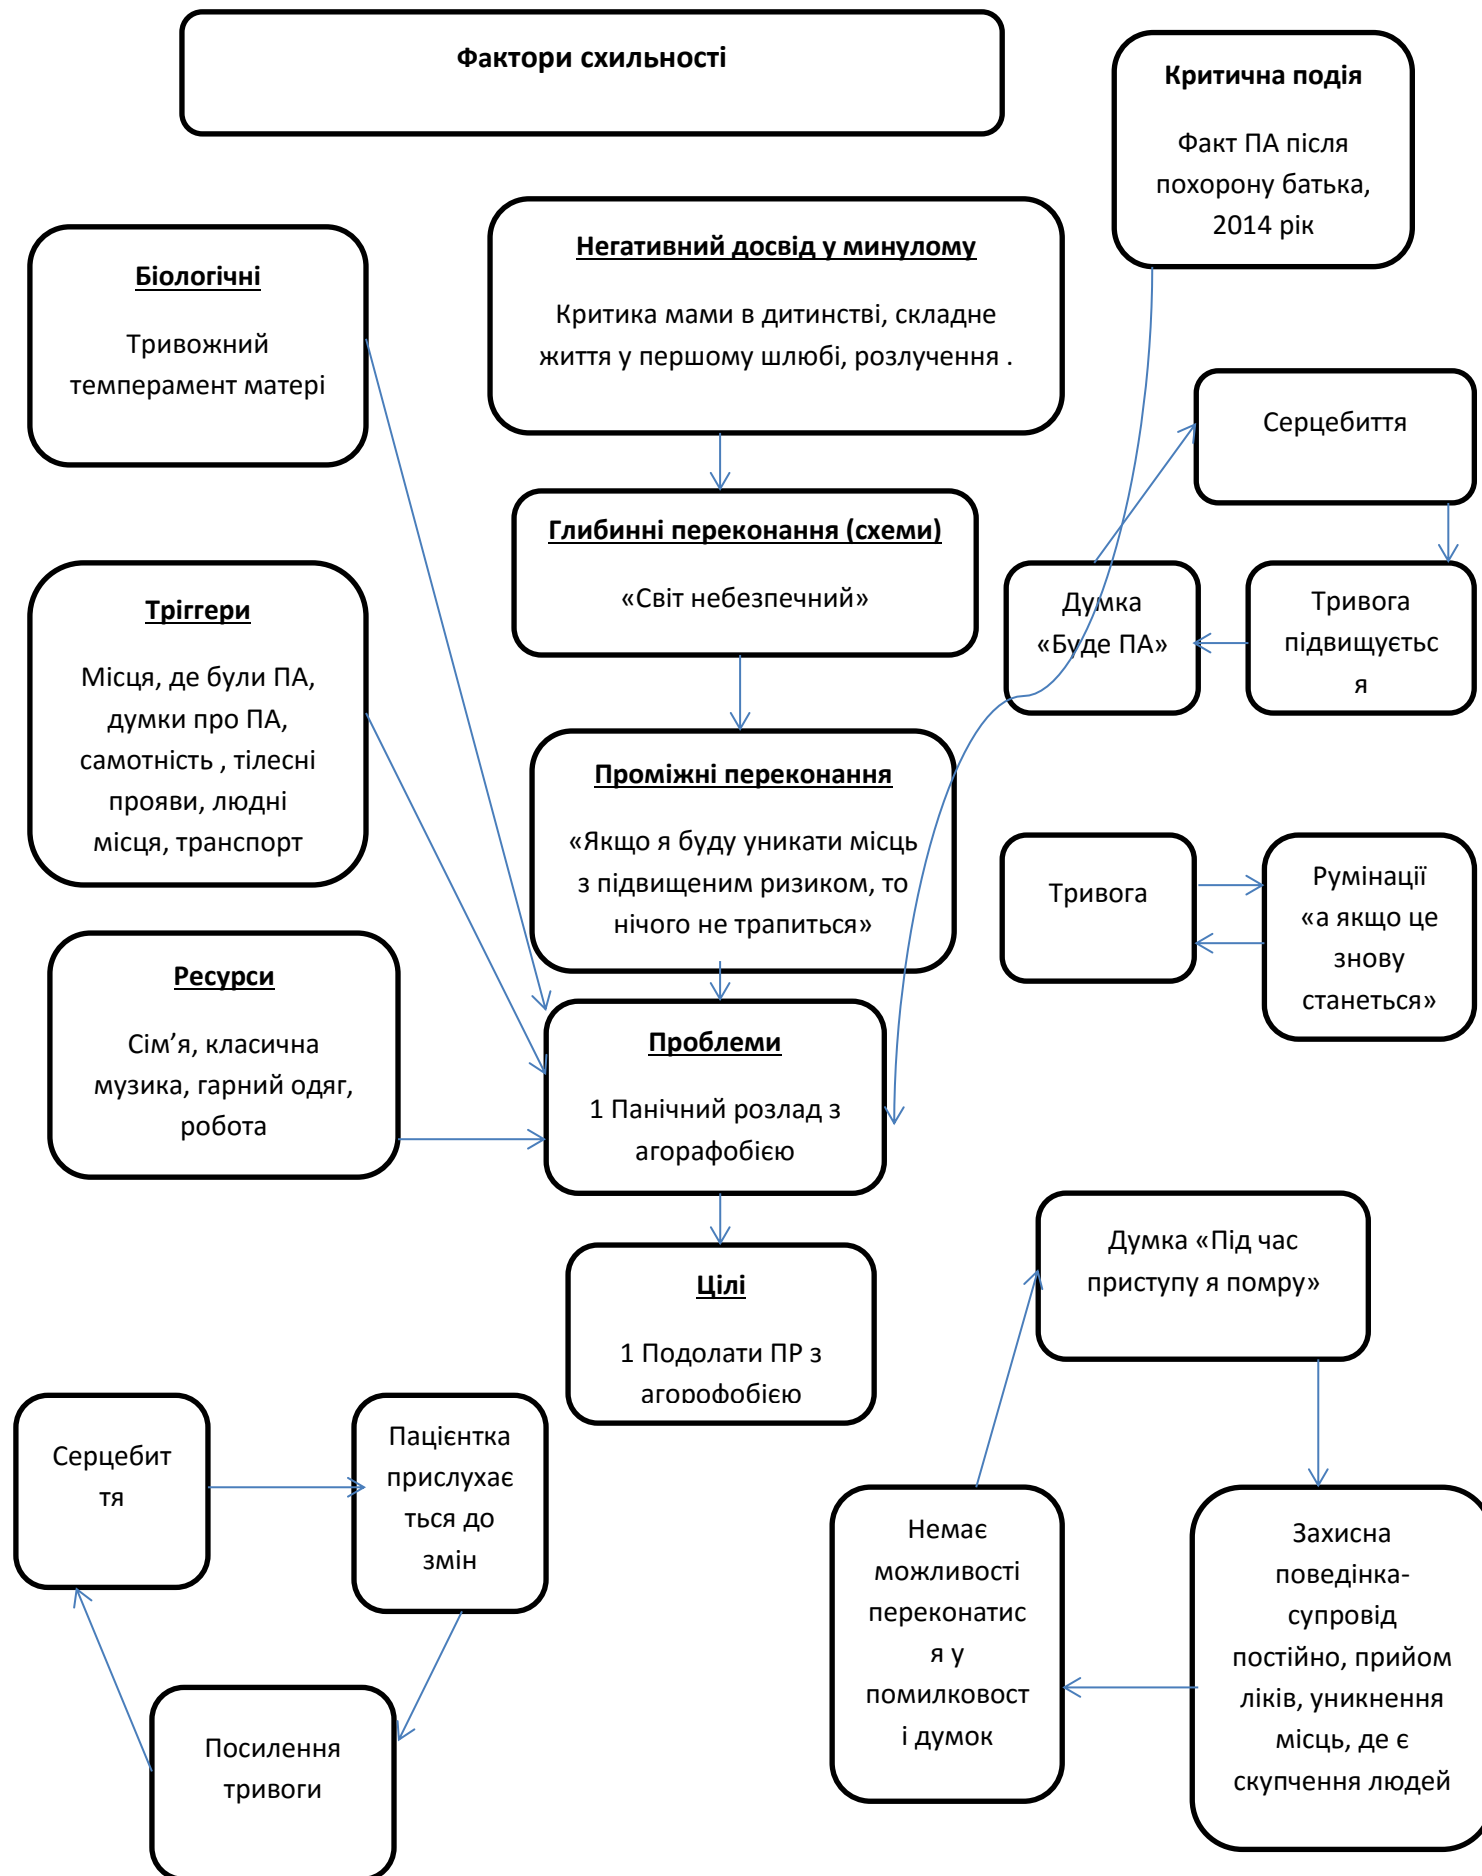 Фактори схильності
Критична подія
Факт ПА після
похорону батька,
2014 рік
Біологічні
Тривожний
темперамент матері
Негативний досвід у минулому
Критика мами в дитинстві, складне
життя у першому шлюбі, розлучення .
Серцебиття
Глибинні переконання (схеми)
«Світ небезпечний»
Думка
«Буде ПА»
Тривога
підвищуєтьс
я
Тріггери
Місця, де були ПА,
думки про ПА,
самотність , тілесні
прояви, людні
місця, транспорт
Проміжні переконання
«Якщо я буду уникати місць
з підвищеним ризиком, то
нічого не трапиться»
Тривога
Румінації
«а якщо це
знову
станеться»
Ресурси
Сім’я, класична
музика, гарний одяг,
робота
Проблеми
1 Панічний розлад з
агорафобією
Цілі
1 Подолати ПР з
агорофобією
Думка «Під час
приступу я помру»
Серцебит
тя
Пацієнтка
прислухає
ться до
змін
Посилення
тривоги
Немає
можливості
переконатис
я у
помилковост
і думок
Захисна
поведінка-
супровід
постійно, прийом
ліків, уникнення
місць, де є
скупчення людей